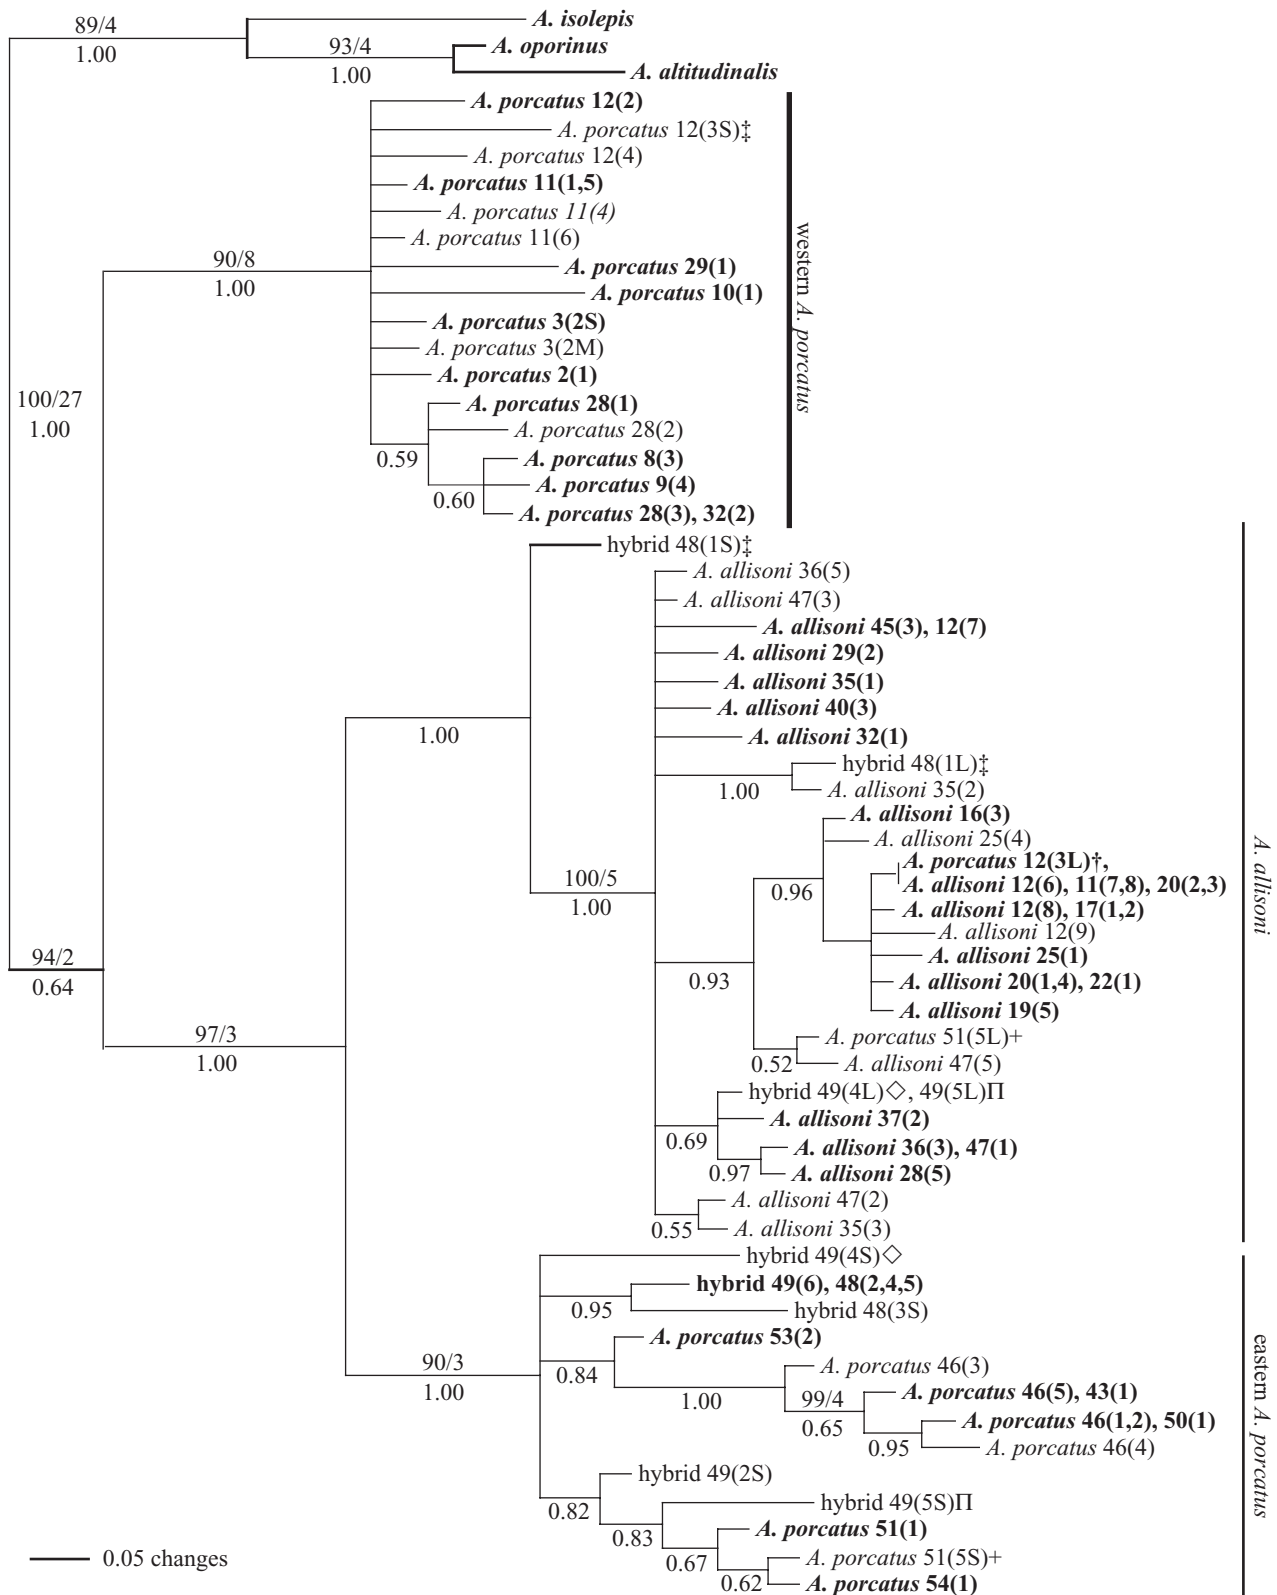 89/4
1.00
A. isolepis
93/4
1.00
A. oporinus
A. altitudinalis
A. porcatus 12(2)
A. porcatus 12(3S)‡
A. porcatus 12(4)
A. porcatus 11(1,5)
A. porcatus 11(4)
A. porcatus 11(6)
90/8
1.00
A. porcatus 29(1)
A. porcatus 10(1)
A. porcatus 3(2S)
A. porcatus 3(2M)
A. porcatus 2(1)
western A. porcatus
100/27
1.00
A. porcatus 28(1)
A. porcatus 28(2)
0.59
A. porcatus 8(3)
A. porcatus 9(4)
0.60
A. porcatus 28(3), 32(2)
hybrid 48(1S)‡
A. allisoni 36(5)
A. allisoni 47(3)
A. allisoni 45(3), 12(7)
A. allisoni 29(2)
A. allisoni 35(1)
A. allisoni 40(3)
A. allisoni 32(1)
1.00
hybrid 48(1L)‡
A. allisoni 35(2)
1.00
A. allisoni 16(3)
A. allisoni 25(4)
A. porcatus 12(3L)†,
A. allisoni 12(6), 11(7,8), 20(2,3)
100/5
1.00
0.96
A. allisoni 12(8), 17(1,2)
A. allisoni 12(9)
A. allisoni 25(1)
A. allisoni 20(1,4), 22(1)
A. allisoni 19(5)
A. allisoni
94/2
0.64
0.93
97/3
1.00
A. porcatus 51(5L)+
A. allisoni 47(5)
0.52
hybrid 49(4L)◇, 49(5L)Π
A. allisoni 37(2)
0.69
A. allisoni 36(3), 47(1)
A. allisoni 28(5)
0.97
A. allisoni 47(2)
A. allisoni 35(3)
0.55
hybrid 49(4S)◇
hybrid 49(6), 48(2,4,5)
0.95
hybrid 48(3S)
A. porcatus 53(2)
90/3
1.00
0.84
A. porcatus 46(3)
1.00
99/4
0.65
A. porcatus 46(5), 43(1)
A. porcatus 46(1,2), 50(1)
0.95
A. porcatus 46(4)
eastern A. porcatus
hybrid 49(2S)
0.82
hybrid 49(5S)Π
0.83
A. porcatus 51(1)
0.67
A. porcatus 51(5S)+
0.62
A. porcatus 54(1)
0.05 changes